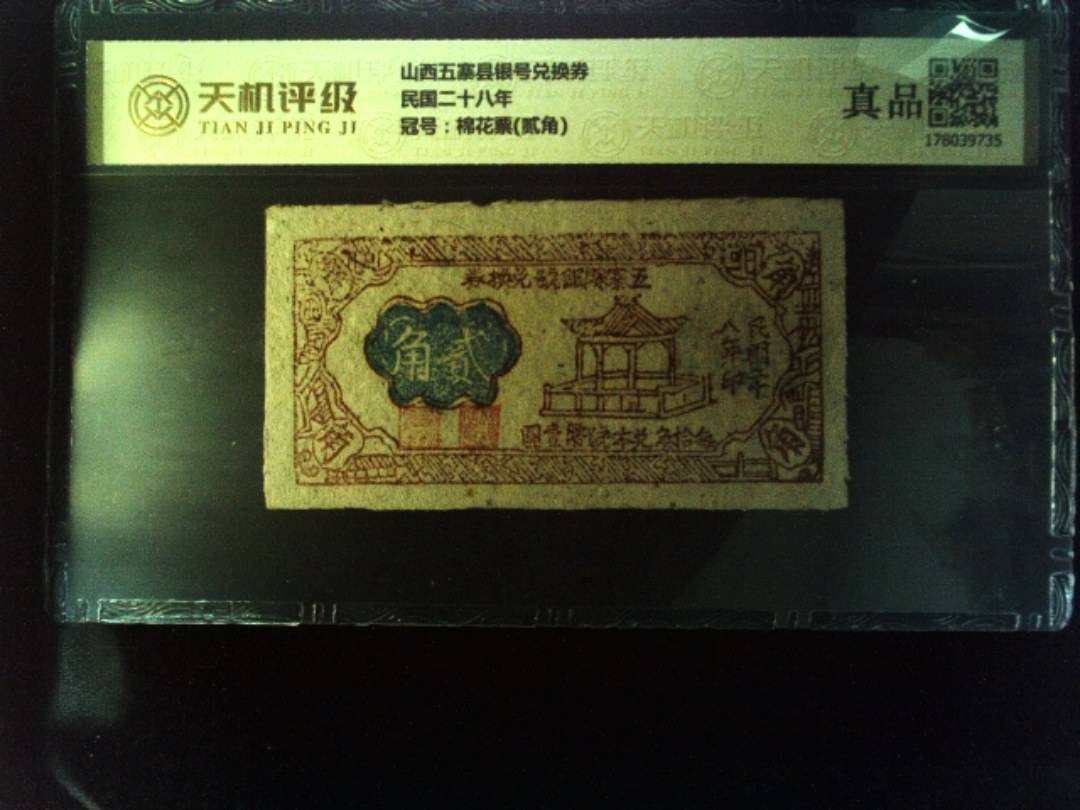 天机评级
TIAN JI PING JI
山西五寨县银号兑换券
民国二十八年
冠号：棉花票(贰角)
真品
178039735
五寨縣銀號兌換券
角貳
民國二十
八年印